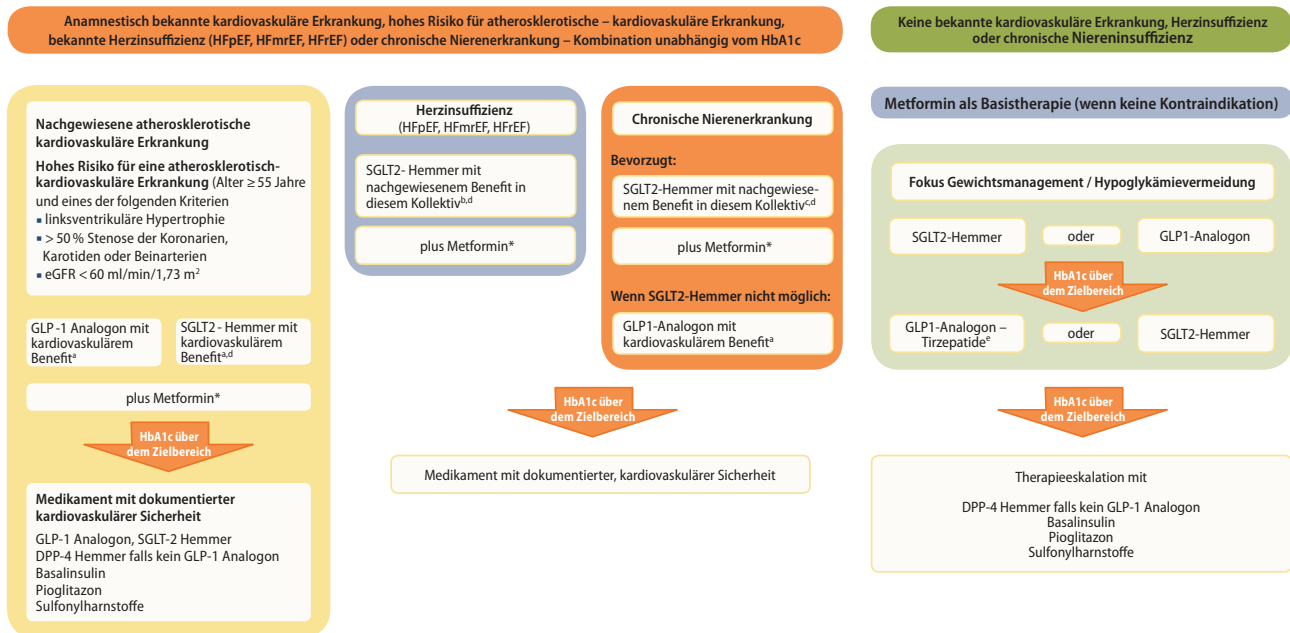 Anamnestisch bekannte kardiovaskuläre Erkrankung, hohes Risiko für atherosklerotische – kardiovaskuläre Erkrankung,
bekannte Herzinsuffizienz (HFpEF, HFmrEF, HFrEF) oder chronische Nierenerkrankung – Kombination unabhängig vom HbA1c
Nachgewiesene atherosklerotische
kardiovaskuläre Erkrankung
Hohes Risiko für eine atherosklerotisch-
kardiovaskuläre Erkrankung (Alter ≥ 55 Jahre
und eines der folgenden Kriterien
▪ linksventrikuläre Hypertrophie
▪ > 50 % Stenose der Koronarien,
Karotiden oder Beinarterien
▪ eGFR < 60 ml/min/1,73 m²
GLP -1 Analogon mit
kardiovaskulärem
Benefitᵃ
SGLT2 - Hemmer mit
kardiovaskulärem
Benefitᵃ,ᵈ
plus Metformin*
HbA1c über
dem Zielbereich
Medikament mit dokumentierter
kardiovaskulärer Sicherheit
GLP-1 Analogon, SGLT-2 Hemmer
DPP-4 Hemmer falls kein GLP-1 Analogon
Basalinsulin
Pioglitazon
Sulfonylharnstoffe
Herzinsuffizienz
(HFpEF, HFmrEF, HFrEF)
SGLT2- Hemmer mit
nachgewiesenem Benefit in
diesem Kollektivᵇ,ᵈ
plus Metformin*
Chronische Nierenerkrankung
Bevorzugt:
SGLT2-Hemmer mit nachgewiese-
nem Benefit in diesem Kollektivᶜ,ᵈ
plus Metformin*
Wenn SGLT2-Hemmer nicht möglich:
GLP1-Analogon mit
kardiovaskulärem Benefitᵃ
HbA1c über
dem Zielbereich
Medikament mit dokumentierter, kardiovaskulärer Sicherheit
Keine bekannte kardiovaskuläre Erkrankung, Herzinsuffizienz
oder chronische Niereninsuffizienz
Metformin als Basistherapie (wenn keine Kontraindikation)
Fokus Gewichtsmanagement / Hypoglykämievermeidung
SGLT2-Hemmer oder GLP1-Analogon
HbA1c über
dem Zielbereich
GLP1-Analogon –
Tirzepatideᵉ
oder
SGLT2-Hemmer
HbA1c über
dem Zielbereich
Therapieeskalation mit
DPP-4 Hemmer falls kein GLP-1 Analogon
Basalinsulin
Pioglitazon
Sulfonylharnstoffe